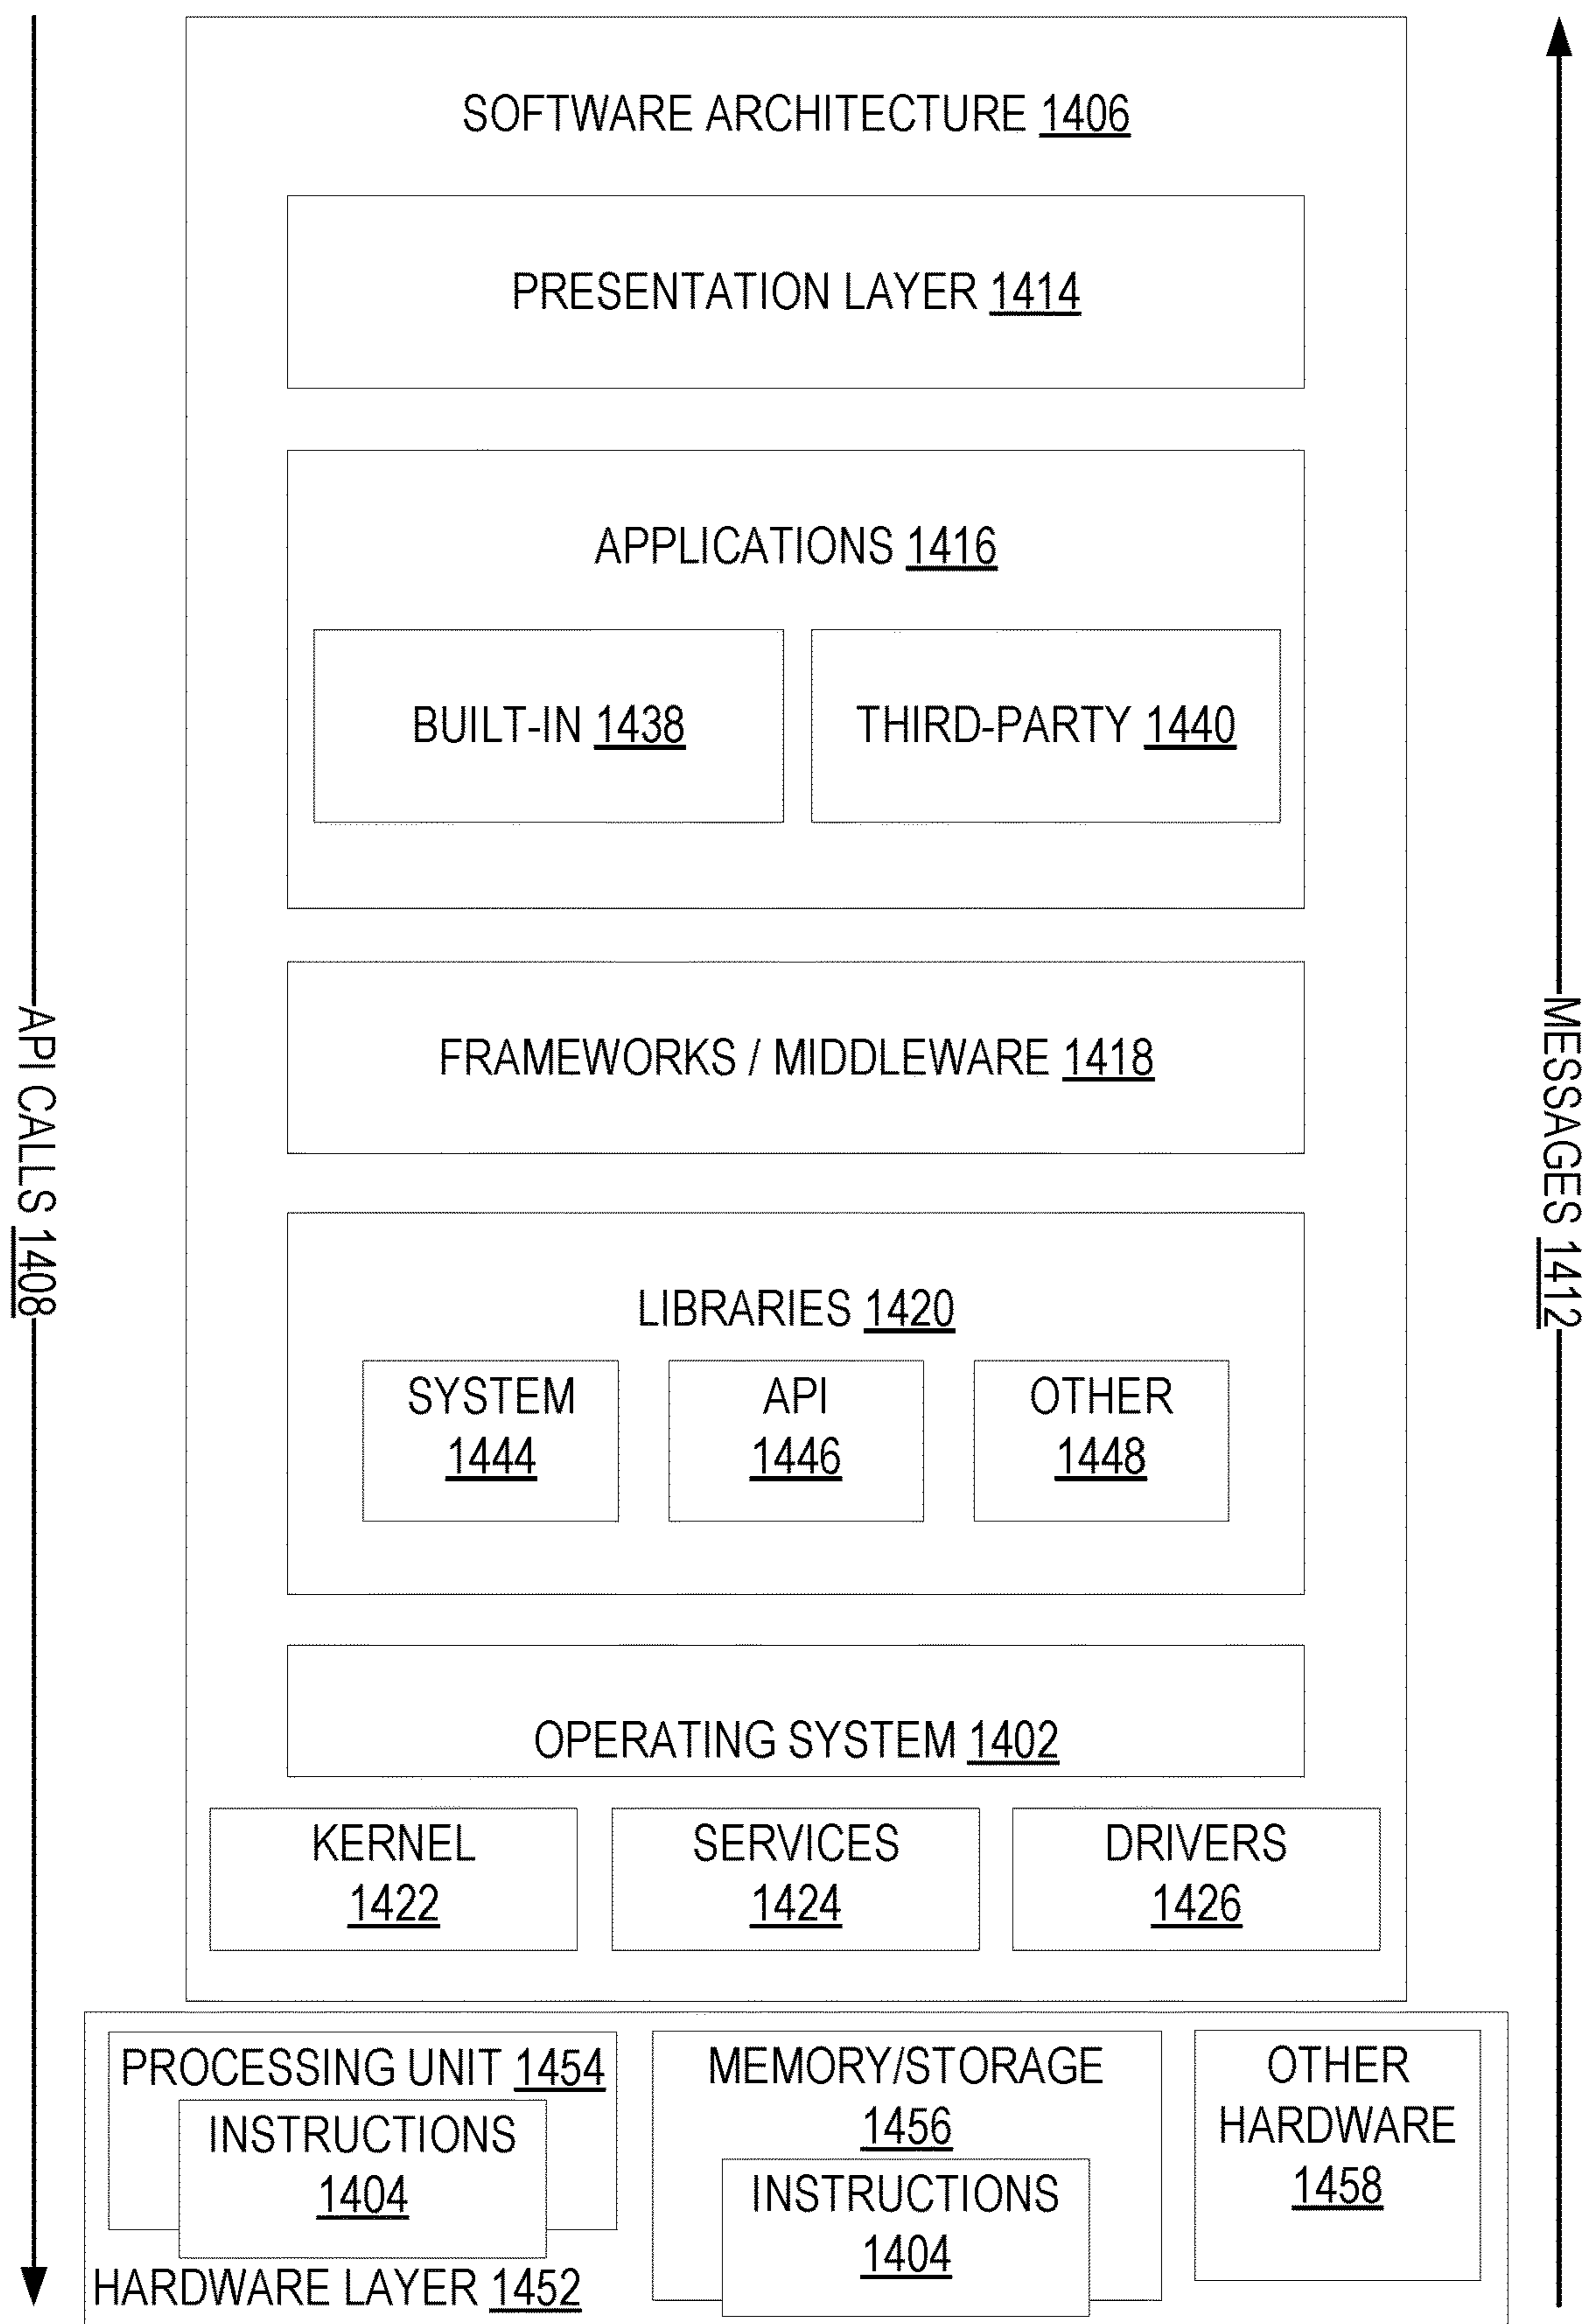 SOFTWARE ARCHITECTURE 1406
PRESENTATION LAYER 1414
APPLICATIONS 1416
BUILT-IN 1438
THIRD-PARTY 1440
FRAMEWORKS / MIDDLEWARE 1418
LIBRARIES 1420
SYSTEM
1444
API
1446
OTHER
1448
OPERATING SYSTEM 1402
KERNEL
1422
SERVICES
1424
DRIVERS
1426
PROCESSING UNIT 1454
INSTRUCTIONS
1404
MEMORY/STORAGE
1456
INSTRUCTIONS
1404
OTHER
HARDWARE
1458
HARDWARE LAYER 1452
API CALLS 1408
MESSAGES 1412